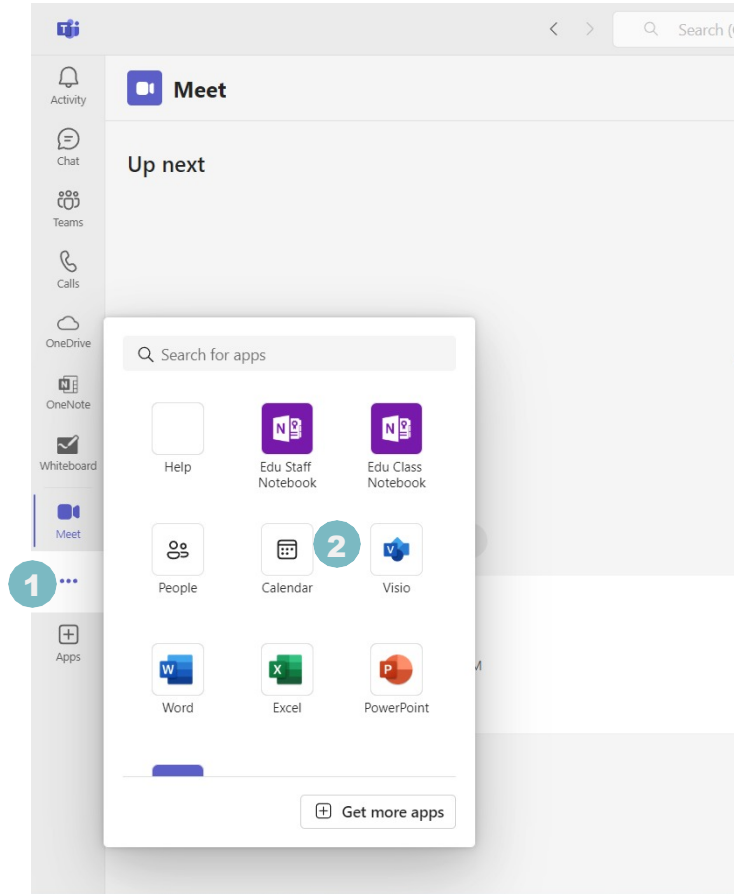 Search (
Activity
Meet
Chat
Up next
Teams
Calls
OneDrive
OneNote
Whiteboard
Meet
1
Apps
Search for apps
Help
Edu Staff
Notebook
Edu Class
Notebook
People
Calendar
2
Visio
Word
Excel
PowerPoint
M
Get more apps